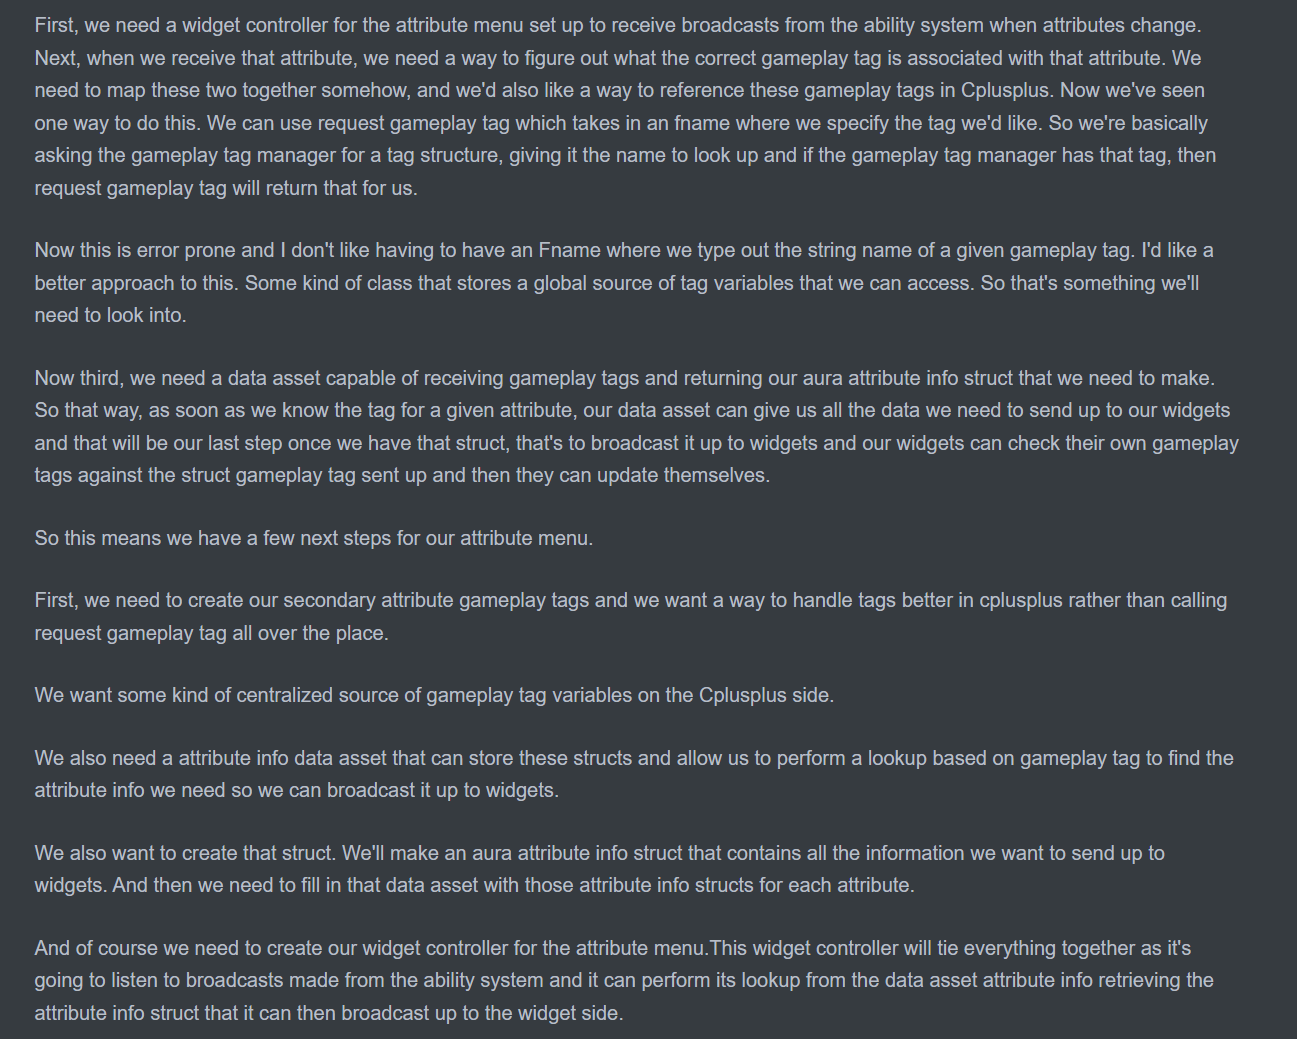 First, we need a widget controller for the attribute menu set up to receive broadcasts from the ability system when attributes change.
Next, when we receive that attribute, we need a way to figure out what the correct gameplay tag is associated with that attribute. We
need to map these two together somehow, and we'd also like a way to reference these gameplay tags in Cplusplus. Now we've seen
one way to do this. We can use request gameplay tag which takes in an fname where we specify the tag we'd like. So we're basically
asking the gameplay tag manager for a tag structure, giving it the name to look up and if the gameplay tag manager has that tag, then
request gameplay tag will return that for us.
Now this is error prone and I don't like having to have an Fname where we type out the string name of a given gameplay tag. I'd like a
better approach to this. Some kind of class that stores a global source of tag variables that we can access. So that's something we'll
need to look into.
Now third, we need a data asset capable of receiving gameplay tags and returning our aura attribute info struct that we need to make.
So that way, as soon as we know the tag for a given attribute, our data asset can give us all the data we need to send up to our widgets
and that will be our last step once we have that struct, that's to broadcast it up to widgets and our widgets can check their own gameplay
tags against the struct gameplay tag sent up and then they can update themselves.
So this means we have a few next steps for our attribute menu.
First, we need to create our secondary attribute gameplay tags and we want a way to handle tags better in cplusplus rather than calling
request gameplay tag all over the place.
We want some kind of centralized source of gameplay tag variables on the Cplusplus side.
We also need a attribute info data asset that can store these structs and allow us to perform a lookup based on gameplay tag to find the
attribute info we need so we can broadcast it up to widgets.
We also want to create that struct. We'll make an aura attribute info struct that contains all the information we want to send up to
widgets. And then we need to fill in that data asset with those attribute info structs for each attribute.
And of course we need to create our widget controller for the attribute menu.This widget controller will tie everything together as it's
going to listen to broadcasts made from the ability system and it can perform its lookup from the data asset attribute info retrieving the
attribute info struct that it can then broadcast up to the widget side.